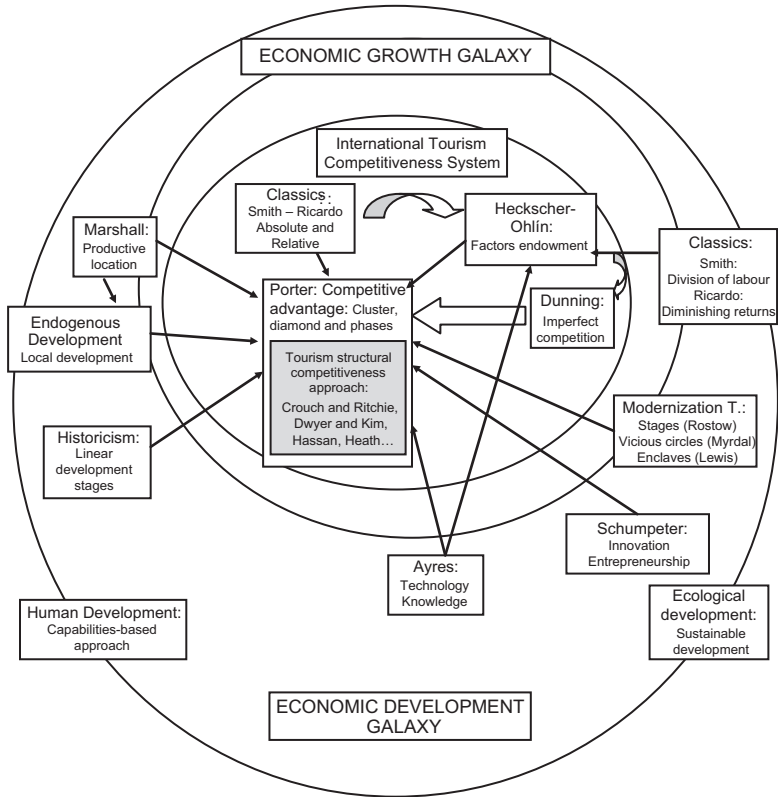 ECONOMIC GROWTH GALAXY
International Tourism
Competitiveness System
Classics:
Smith – Ricardo
Absolute and
Relative
Heckscher-
Ohlín:
Factors endowment
Marshall:
Productive
location
Classics:
Smith:
Division of labour
Ricardo:
Diminishing returns
Porter: Competitive
advantage: Cluster,
diamond and phases
Dunning:
Imperfect
competition
Endogenous
Development
Local development
Tourism structural
competitiveness
approach:
Crouch and Ritchie,
Dwyer and Kim,
Hassan, Heath…
Historicism:
Linear
development
stages
Modernization T.:
Stages (Rostow)
Vicious circles (Myrdal)
Enclaves (Lewis)
Schumpeter:
Innovation
Entrepreneurship
Ayres:
Technology
Knowledge
Human Development:
Capabilities-based
approach
Ecological
development:
Sustainable
development
ECONOMIC DEVELOPMENT
GALAXY